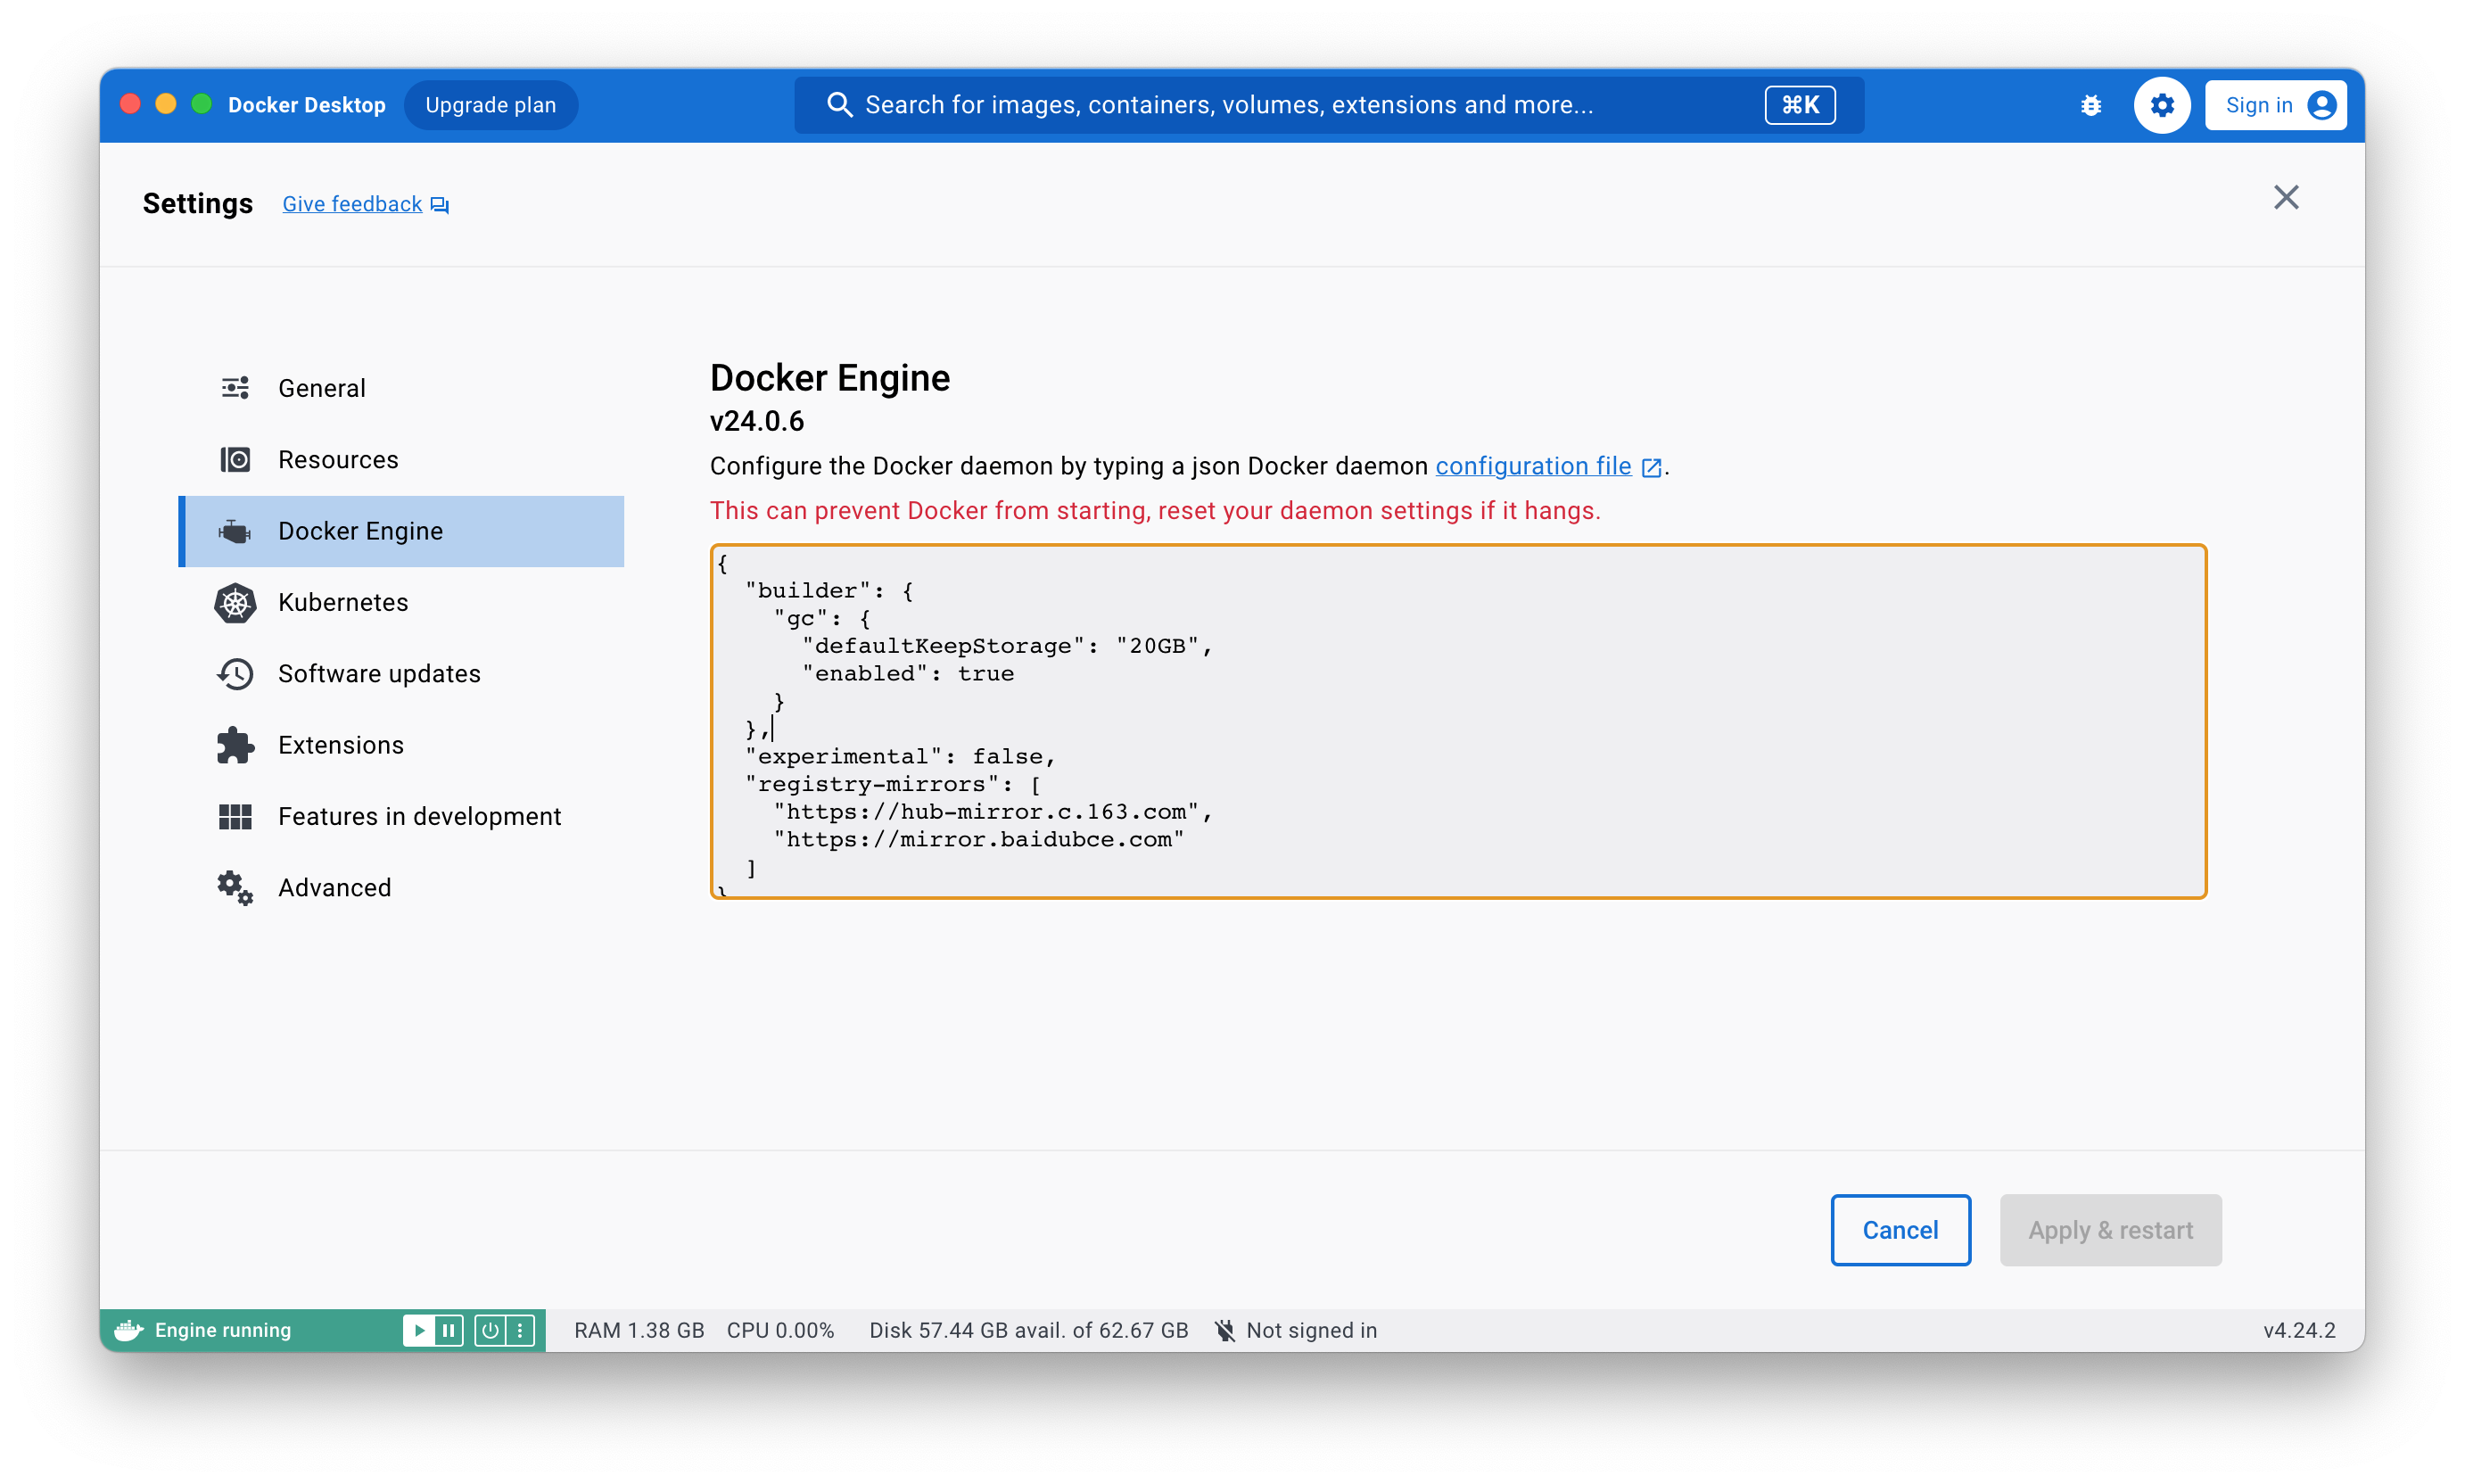 Docker Desktop Upgrade plan Search for images, containers, volumes, extensions and more... ⌘K Sign in
Settings Give feedback
General
Resources
Docker Engine
Kubernetes
Software updates
Extensions
Features in development
Advanced
Docker Engine
v24.0.6
Configure the Docker daemon by typing a json Docker daemon configuration file.
This can prevent Docker from starting, reset your daemon settings if it hangs.
{
  "builder": {
    "gc": {
      "defaultKeepStorage": "20GB",
      "enabled": true
    }
  },
  "experimental": false,
  "registry-mirrors": [
    "https://hub-mirror.c.163.com",
    "https://mirror.baidubce.com"
  ]
}
Cancel Apply & restart
Engine running RAM 1.38 GB CPU 0.00% Disk 57.44 GB avail. of 62.67 GB Not signed in v4.24.2